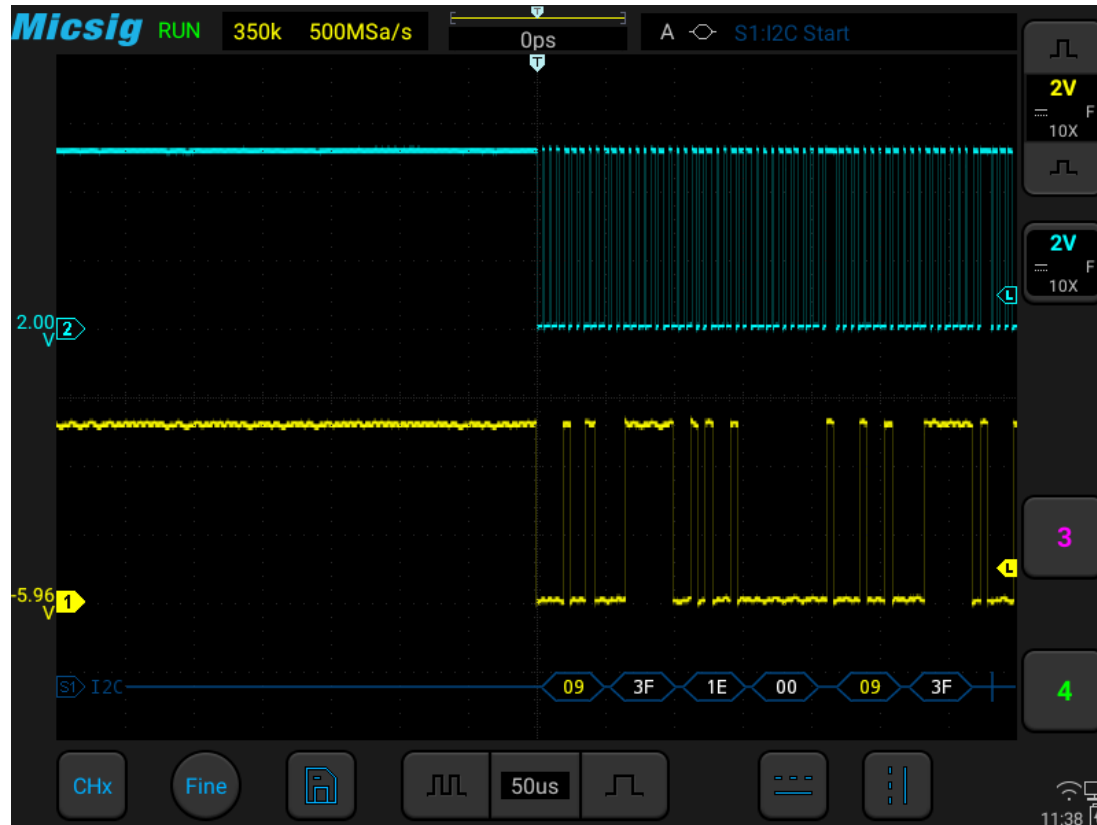 Micsig RUN 350k 500MSa/s 0ps A S1:I2C Start
T
T
2V
F
10X
2V
F
10X
L
2.00 V 2
3
L
-5.96 V 1
S1 I2C 09 3F 1E 00 09 3F
4
CHx Fine 50us
11:38